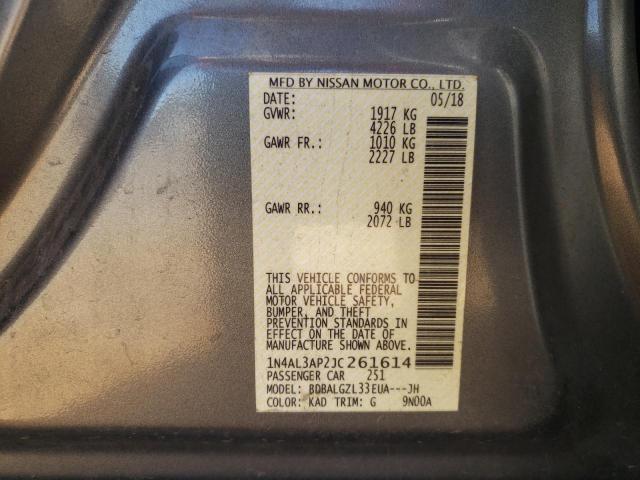 MFD BY NISSAN MOTOR CO., LTD.
DATE: 05/18
GVWR: 1917 KG
4226 LB
GAWR FR.: 1010 KG
2227 LB
GAWR RR.: 940 KG
2072 LB
THIS VEHICLE CONFORMS TO
ALL APPLICABLE FEDERAL
MOTOR VEHICLE SAFETY,
BUMPER, AND THEFT
PREVENTION STANDARDS IN
EFFECT ON THE DATE OF
MANUFACTURE SHOWN ABOVE.
1N4AL3AP2JC261614
PASSENGER CAR 251
MODEL: BDBALGZL33EUA---JH
COLOR: KAD TRIM: G 9N00A